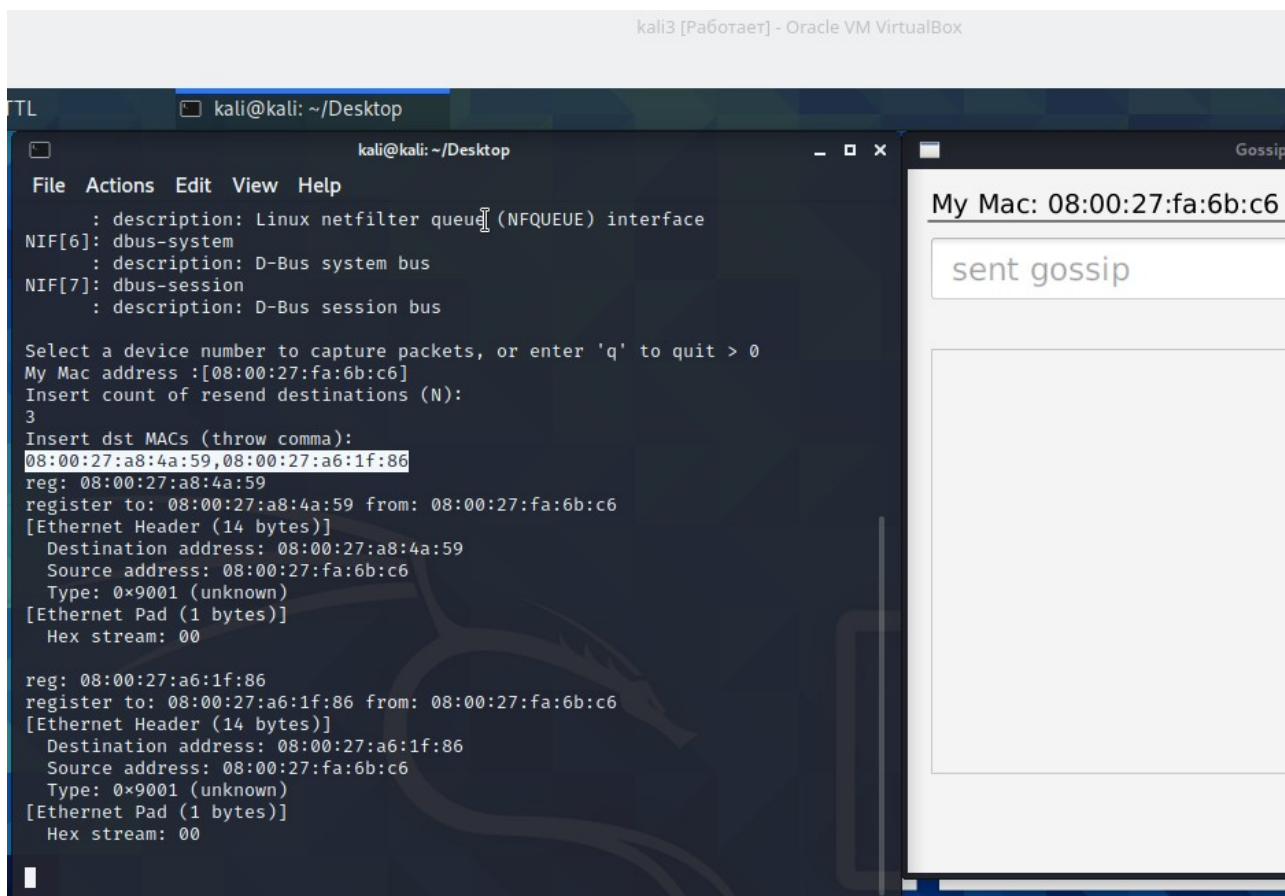 kali3 [Работает] - Oracle VM VirtualBox
TTL
kali@kali: ~/Desktop
kali@kali: ~/Desktop
File Actions Edit View Help
: description: Linux netfilter queue (NFQUEUE) interface
NIF[6]: dbus-system
: description: D-Bus system bus
NIF[7]: dbus-session
: description: D-Bus session bus
Select a device number to capture packets, or enter 'q' to quit > 0
My Mac address :[08:00:27:fa:6b:c6]
Insert count of resend destinations (N):
3
Insert dst MACs (throw comma):
08:00:27:a8:4a:59,08:00:27:a6:1f:86
reg: 08:00:27:a8:4a:59
register to: 08:00:27:a8:4a:59 from: 08:00:27:fa:6b:c6
[Ethernet Header (14 bytes)]
Destination address: 08:00:27:a8:4a:59
Source address: 08:00:27:fa:6b:c6
Type: 0×9001 (unknown)
[Ethernet Pad (1 bytes)]
Hex stream: 00
reg: 08:00:27:a6:1f:86
register to: 08:00:27:a6:1f:86 from: 08:00:27:fa:6b:c6
[Ethernet Header (14 bytes)]
Destination address: 08:00:27:a6:1f:86
Source address: 08:00:27:fa:6b:c6
Type: 0×9001 (unknown)
[Ethernet Pad (1 bytes)]
Hex stream: 00
Gossip
My Mac: 08:00:27:fa:6b:c6
sent gossip